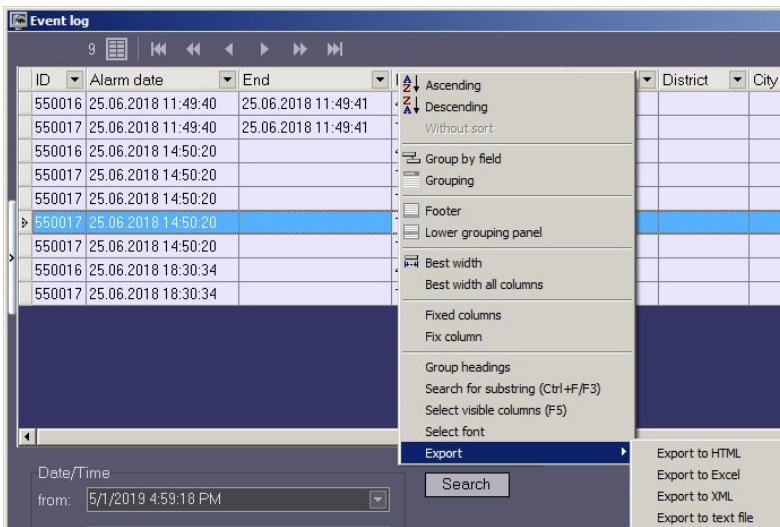 Event log
9
ID Alarm date End District City
550016 25.06.2018 11:49:40 25.06.2018 11:49:41
550017 25.06.2018 11:49:40 25.06.2018 11:49:41
550016 25.06.2018 14:50:20
550017 25.06.2018 14:50:20
550017 25.06.2018 14:50:20
550017 25.06.2018 14:50:20
550017 25.06.2018 14:50:20
550016 25.06.2018 18:30:34
550017 25.06.2018 18:30:34
Ascending
Descending
Without sort
Group by field
Grouping
Footer
Lower grouping panel
Best width
Best width all columns
Fixed columns
Fix column
Group headings
Search for substring (Ctrl+F/F3)
Select visible columns (F5)
Select font
Export
Export to HTML
Export to Excel
Export to XML
Export to text file
Date/Time
from: 5/1/2019 4:59:18 PM
Search